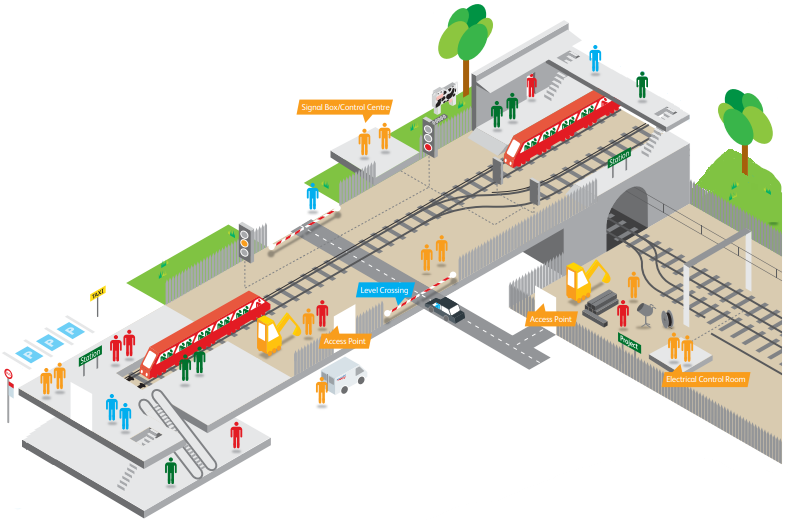 Signal Box/Control Centre
Station
TAXI
Level Crossing
P
P
P
Station
Access Point
Access Point
Project
Electrical Control Room